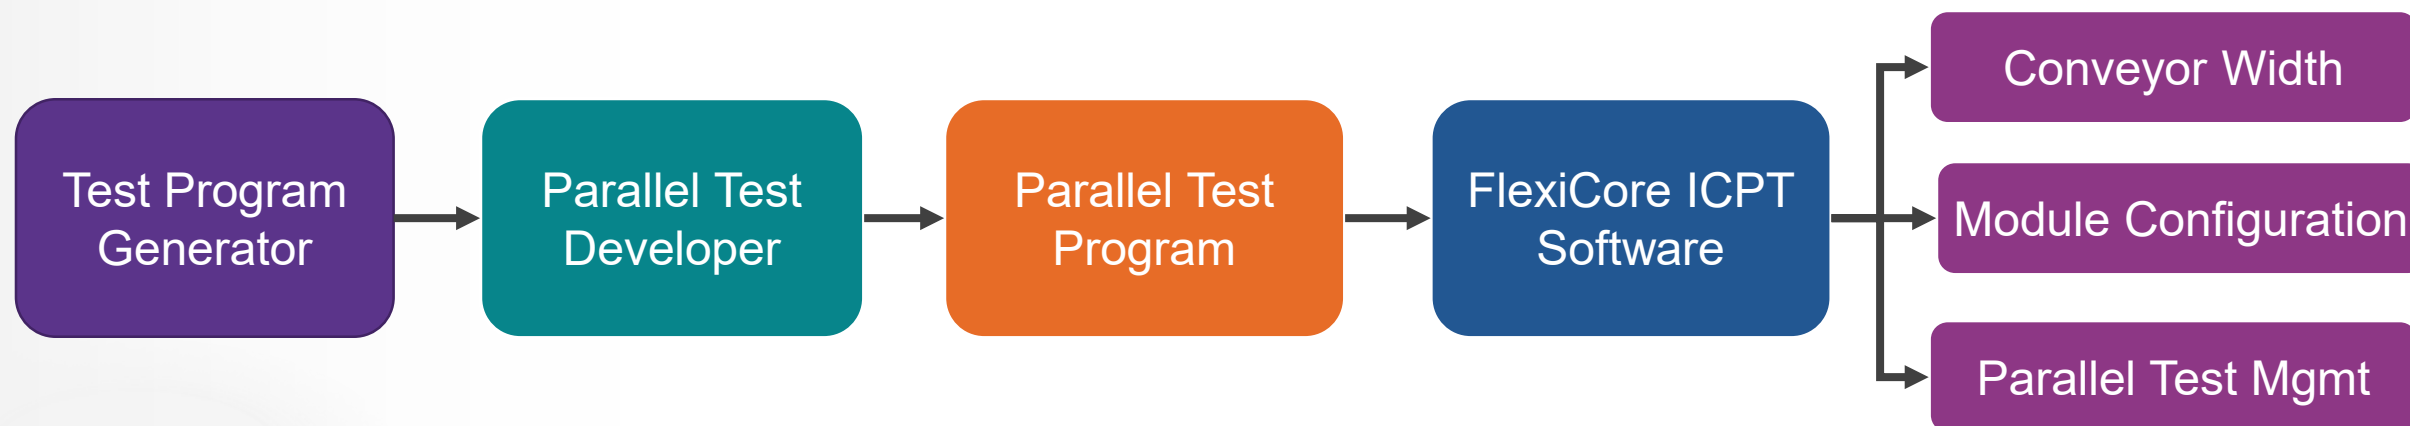 Test Program
Generator
Parallel Test
Developer
Parallel Test
Program
FlexiCore ICPT
Software
Conveyor Width
Module Configuration
Parallel Test Mgmt